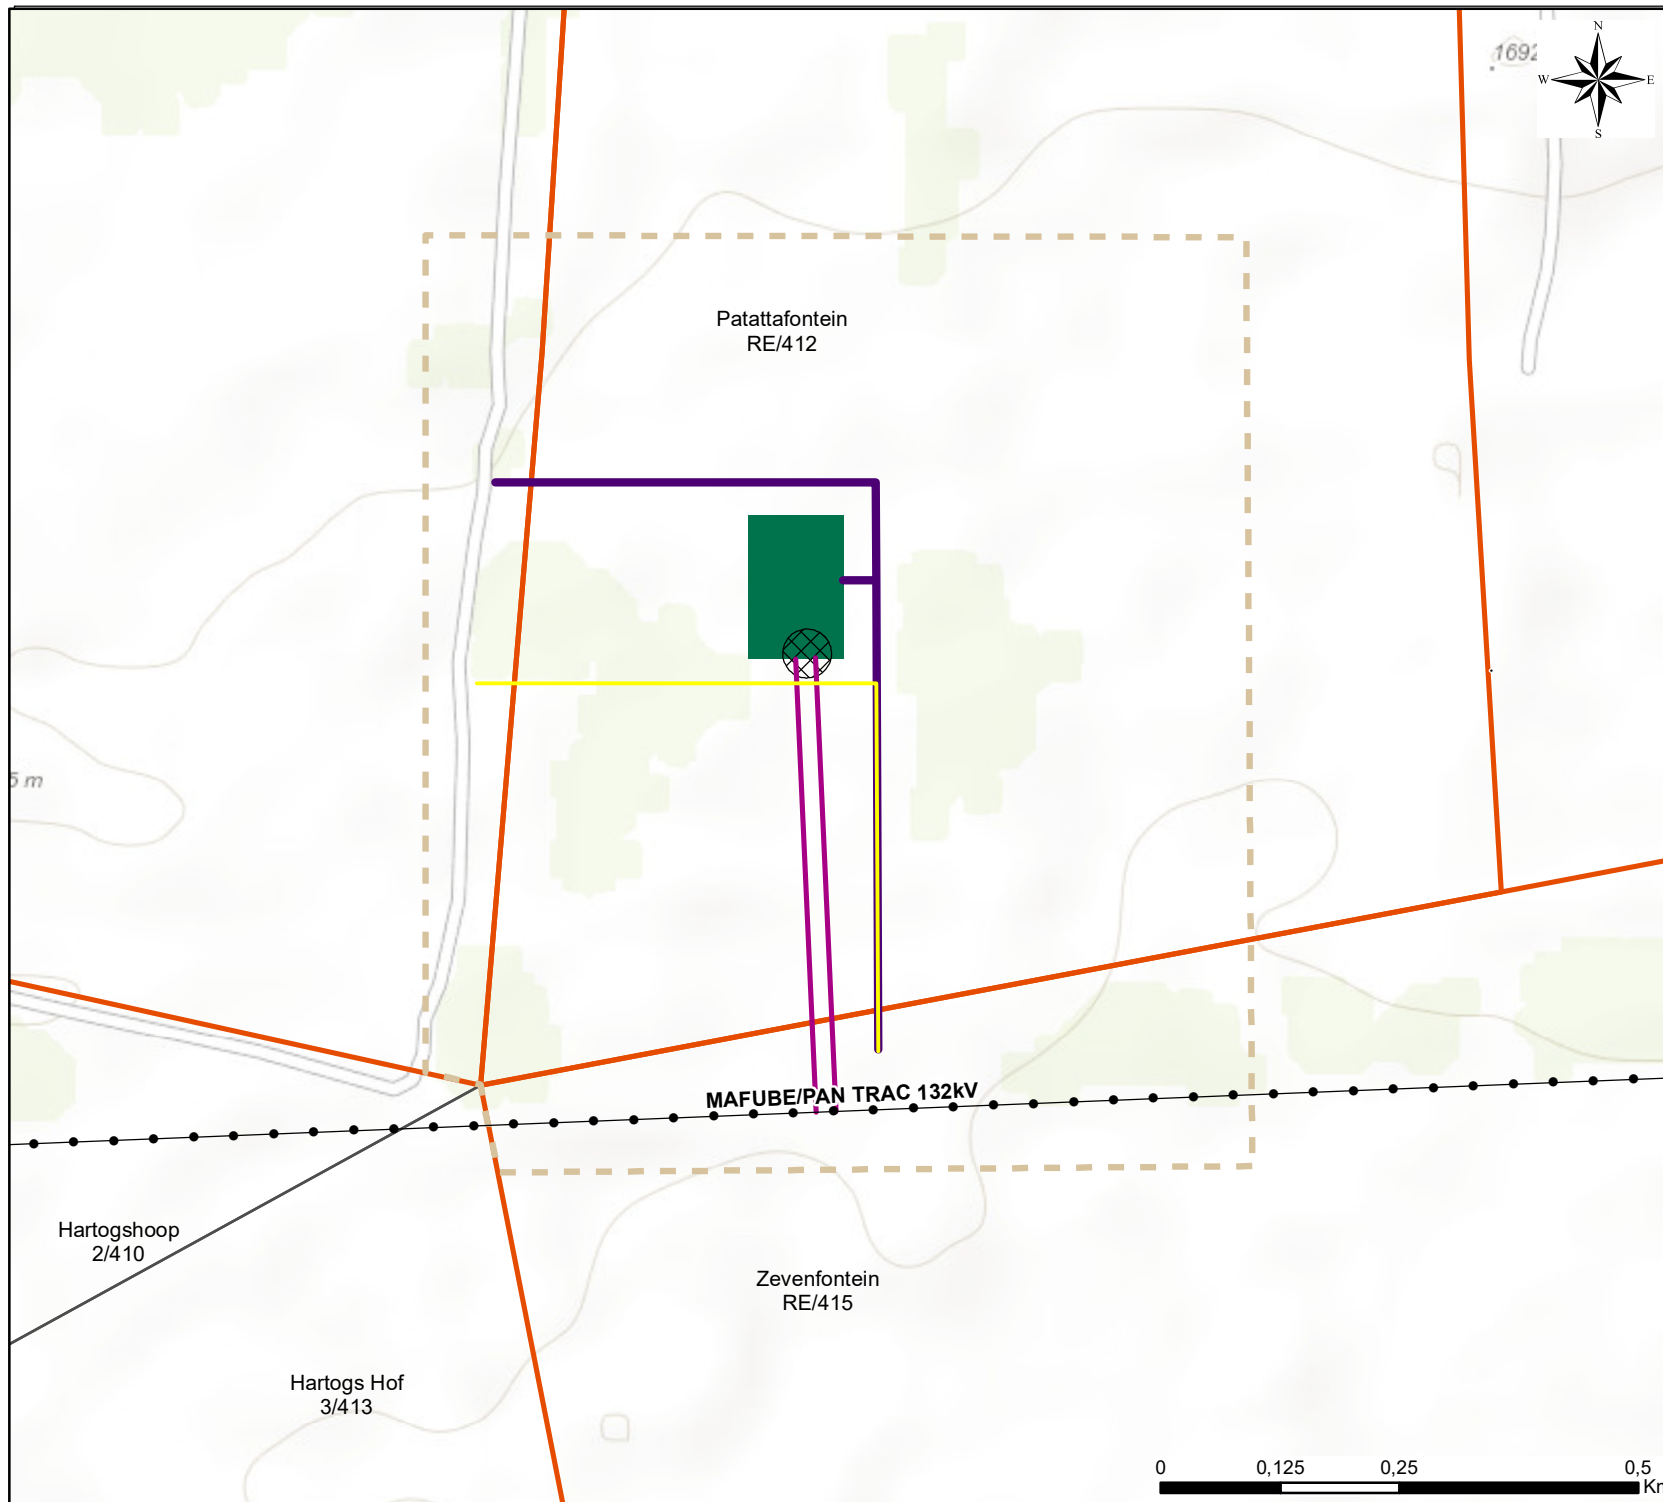 N
1692
W
E
S
Patattafontein
RE/412
5 m
MAFUBE/PAN TRAC 132kV
Hartogshoop
2/410
Zevenfontein
RE/415
Hartogs Hof
3/413
0 0,125 0,25 0,5
Km